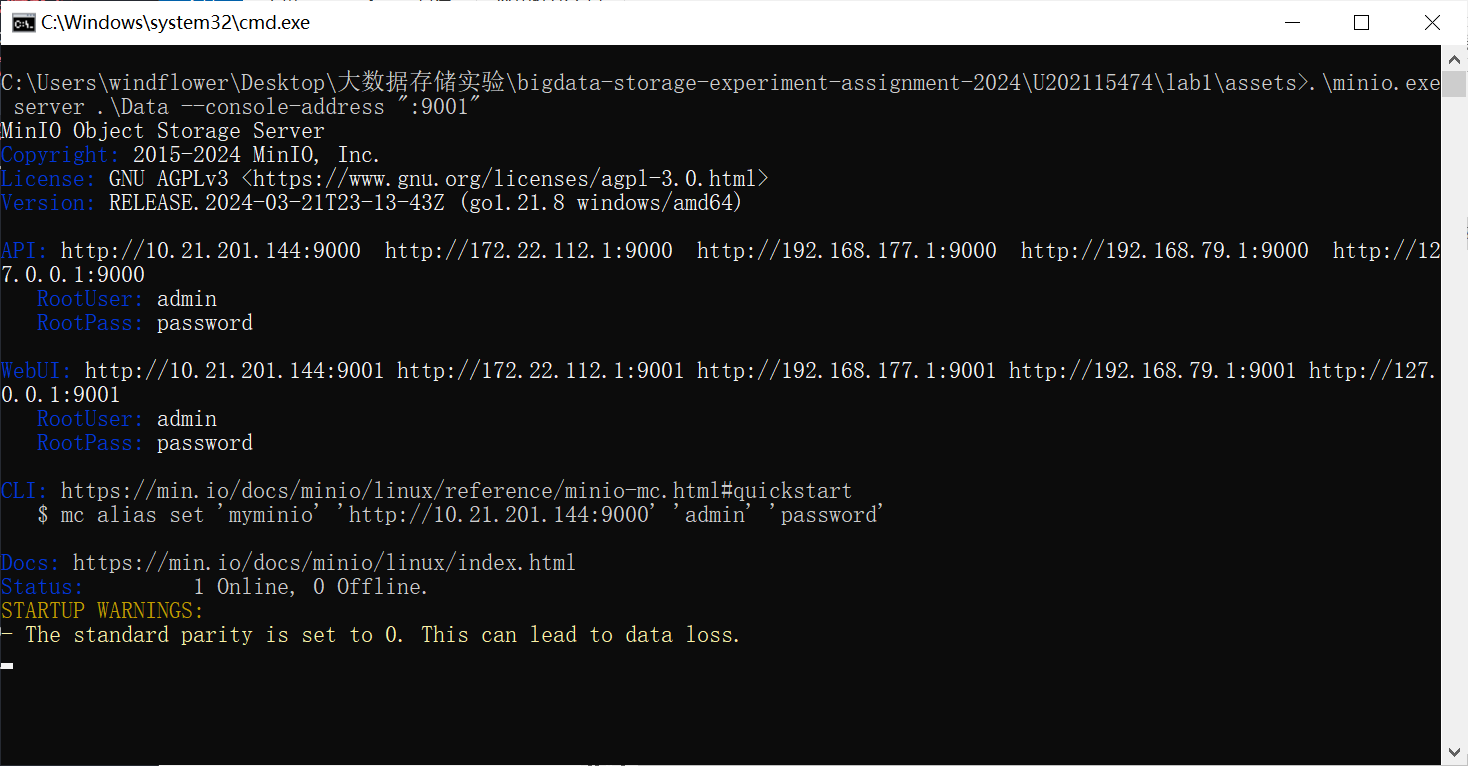 C:\Windows\system32\cmd.exe
C:\Users\windflower\Desktop\大数据存储实验\bigdata-storage-experiment-assignment-2024\U202115474\lab1\assets>.\minio.exe
 server .\Data --console-address ":9001"
MinIO Object Storage Server
Copyright: 2015-2024 MinIO, Inc.
License: GNU AGPLv3 <https://www.gnu.org/licenses/agpl-3.0.html>
Version: RELEASE.2024-03-21T23-13-43Z (go1.21.8 windows/amd64)
API: http://10.21.201.144:9000  http://172.22.112.1:9000  http://192.168.177.1:9000  http://192.168.79.1:9000  http://12
7.0.0.1:9000
   RootUser: admin
   RootPass: password
WebUI: http://10.21.201.144:9001 http://172.22.112.1:9001 http://192.168.177.1:9001 http://192.168.79.1:9001 http://127.
0.0.1:9001
   RootUser: admin
   RootPass: password
CLI: https://min.io/docs/minio/linux/reference/minio-mc.html#quickstart
   $ mc alias set 'myminio' 'http://10.21.201.144:9000' 'admin' 'password'
Docs: https://min.io/docs/minio/linux/index.html
Status:         1 Online, 0 Offline.
STARTUP WARNINGS:
- The standard parity is set to 0. This can lead to data loss.